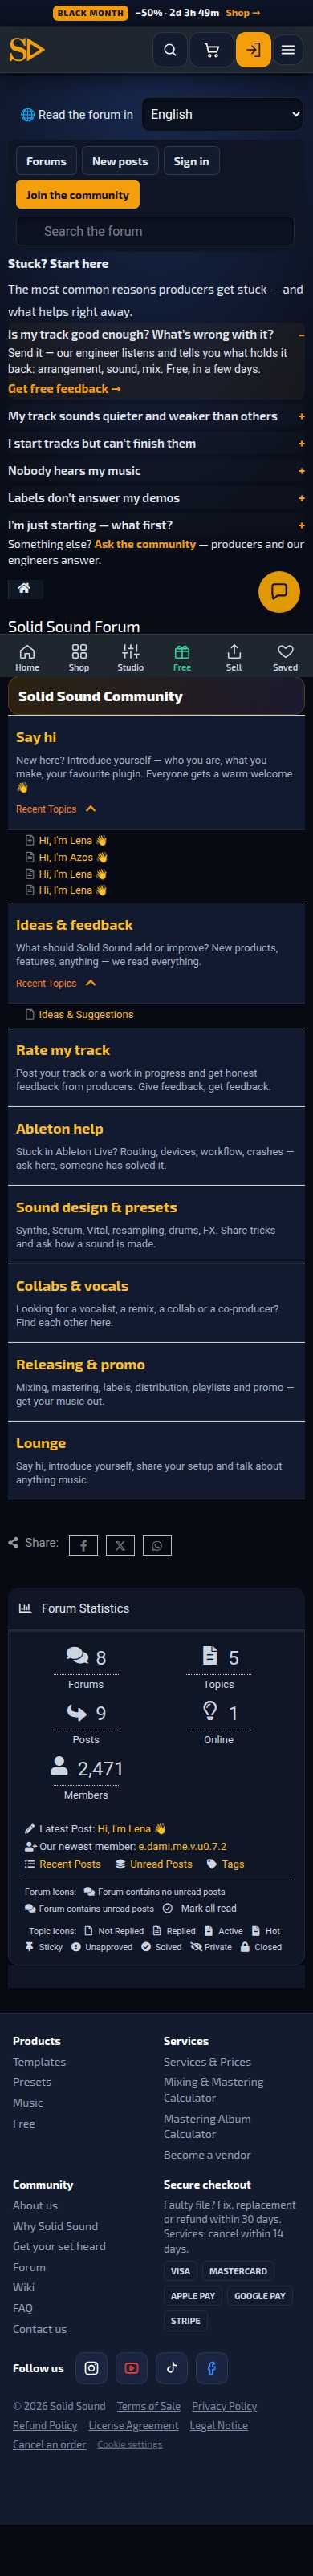 BLACK MONTH −50% · 2d 3h 49m Shop →
🌐 Read the forum in English
Forums New posts Sign in
Join the community
Search the forum
Stuck? Start here
The most common reasons producers get stuck — and
what helps right away.
Is my track good enough? What's wrong with it? –
Send it — our engineer listens and tells you what holds it
back: arrangement, sound, mix. Free, in a few days.
Get free feedback →
My track sounds quieter and weaker than others +
I start tracks but can't finish them +
Nobody hears my music +
Labels don't answer my demos +
I'm just starting — what first? +
Something else? Ask the community — producers and our
engineers answer.
Solid Sound Forum
Home Shop Studio Free Sell Saved
Solid Sound Community
Say hi
New here? Introduce yourself — who you are, what you
make, your favourite plugin. Everyone gets a warm welcome
👋
Recent Topics
Hi, I'm Lena 👋
Hi, I'm Azos 👋
Hi, I'm Lena 👋
Hi, I'm Lena 👋
Ideas & feedback
What should Solid Sound add or improve? New products,
features, anything — we read everything.
Recent Topics
Ideas & Suggestions
Rate my track
Post your track or a work in progress and get honest
feedback from producers. Give feedback, get feedback.
Ableton help
Stuck in Ableton Live? Routing, devices, workflow, crashes —
ask here, someone has solved it.
Sound design & presets
Synths, Serum, Vital, resampling, drums, FX. Share tricks
and ask how a sound is made.
Collabs & vocals
Looking for a vocalist, a remix, a collab or a co-producer?
Find each other here.
Releasing & promo
Mixing, mastering, labels, distribution, playlists and promo —
get your music out.
Lounge
Say hi, introduce yourself, share your setup and talk about
anything music.
Share:
Forum Statistics
8 5
Forums Topics
9 1
Posts Online
2,471
Members
Latest Post: Hi, I'm Lena 👋
Our newest member: e.dami.me.v.u0.7.2
Recent Posts Unread Posts Tags
Forum Icons: Forum contains no unread posts
Forum contains unread posts Mark all read
Topic Icons: Not Replied Replied Active Hot
Sticky Unapproved Solved Private Closed
Products Services
Templates Services & Prices
Presets Mixing & Mastering
Calculator
Music
Mastering Album
Calculator
Free
Become a vendor
Community Secure checkout
About us Faulty file? Fix, replacement
or refund within 30 days.
Services: cancel within 14
days.
Why Solid Sound
Get your set heard
Forum VISA MASTERCARD
Wiki APPLE PAY GOOGLE PAY
FAQ STRIPE
Contact us
Follow us
© 2026 Solid Sound Terms of Sale Privacy Policy
Refund Policy License Agreement Legal Notice
Cancel an order Cookie settings